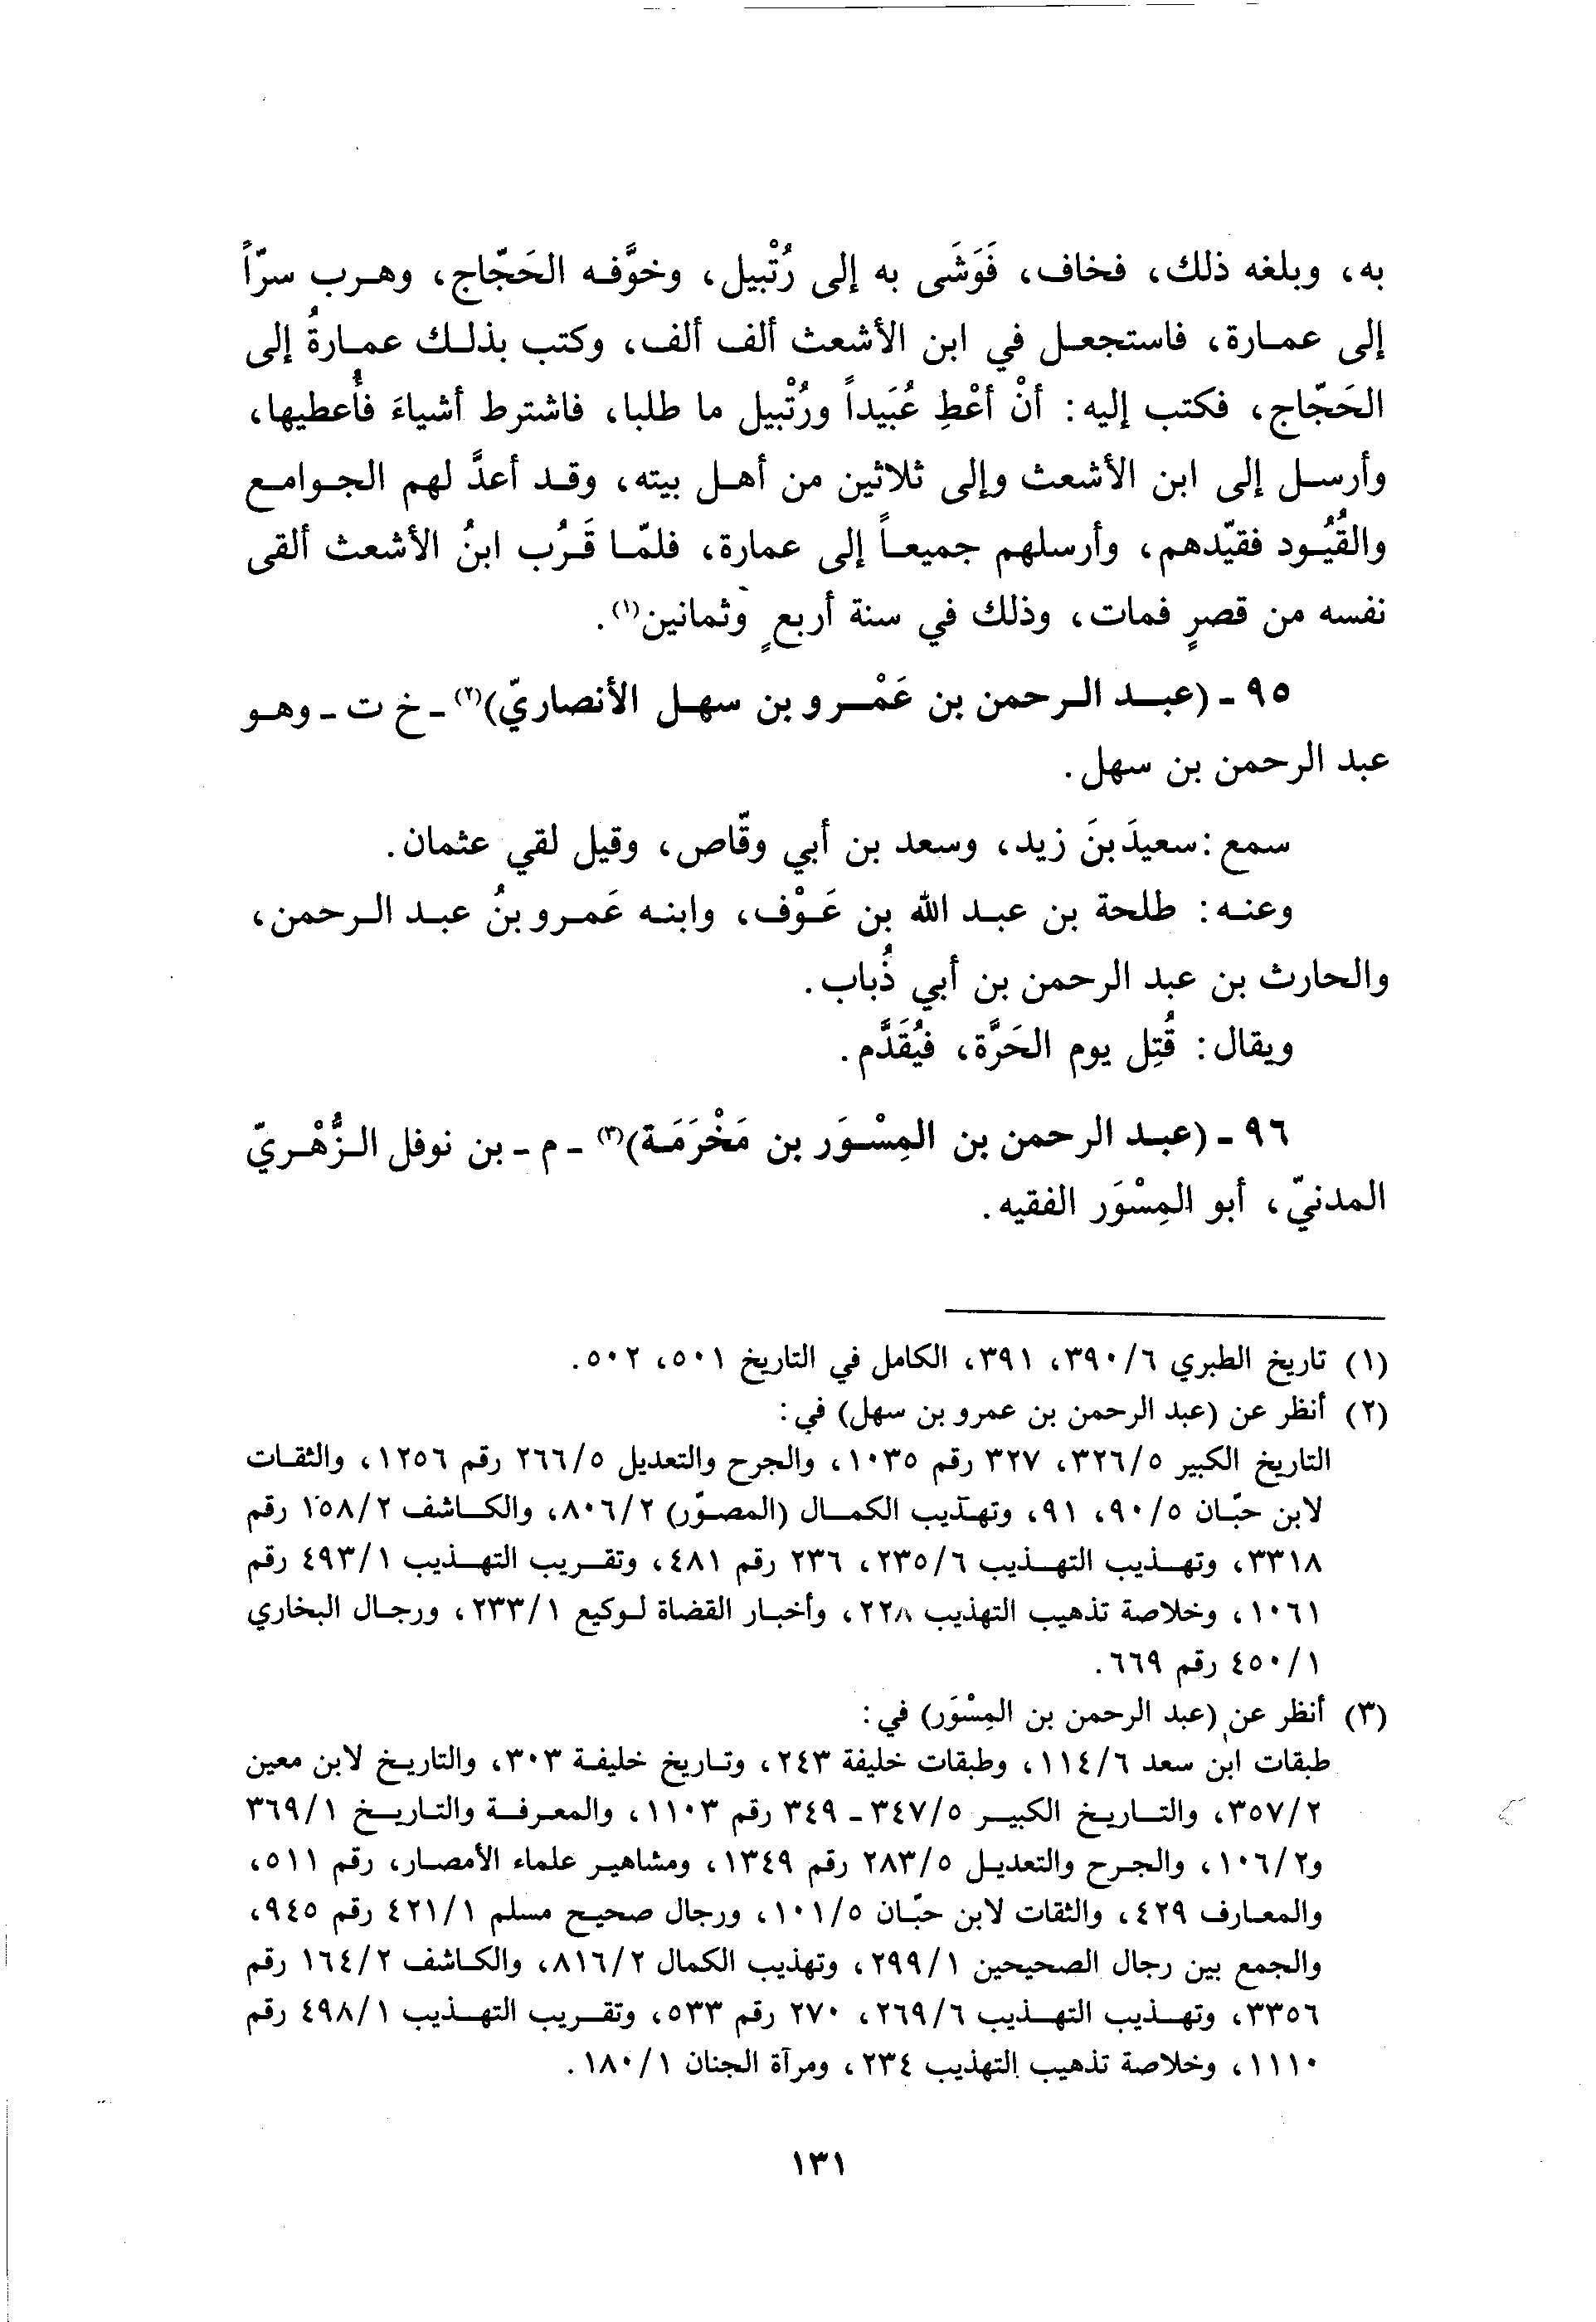 به، وبلغه ذلك، فخاف، فَوَشَى به إلى رُتْبيل، وخوَّفه الحَجّاج، وهرب سرّاً
إلى عمارة، فاستجعل في ابن الأشعث ألف ألف، وكتب بذلك عمارةُ إلى
الحَجّاج، فكتب إليه: أنْ أعْطِ عُبَيداً ورُتْبيل ما طلبا، فاشترط أشياءَ فأُعطيها،
وأرسل إلى ابن الأشعث وإلى ثلاثين من أهل بيته، وقد أعدَّ لهم الجوامع
والقُيُود فقيّدهم، وأرسلهم جميعاً إلى عمارة، فلمّا قَرُب ابنُ الأشعث ألقى
نفسه من قصرٍ فمات، وذلك في سنة أربعٍ وثمانين(١).
٩٥ - (عبد الرحمن بن عَمْرو بن سهل الأنصاريّ)(٢) - خ ت - وهو
عبد الرحمن بن سهل.
سمع: سعيدَ بنَ زيد، وسعد بن أبي وقّاص، وقيل لقي عثمان.
وعنه: طلحة بن عبد الله بن عَوْف، وابنه عَمرو بنُ عبد الرحمن،
والحارث بن عبد الرحمن بن أبي ذُباب.
ويقال: قُتِل يوم الحَرَّة، فيُقَدَّم.
٩٦ - (عبد الرحمن بن المِسْوَر بن مَخْرَمَة)(٣) - م - بن نوفل الزُّهْريّ
المدنيّ، أبو المِسْوَر الفقيه.
(١) تاريخ الطبري ٦/٣٩٠، ٣٩١، الكامل في التاريخ ٥٠١، ٥٠٢.
(٢) أنظر عن (عبد الرحمن بن عمرو بن سهل) في:
التاريخ الكبير ٥/٣٢٦، ٣٢٧ رقم ١٠٣٥، والجرح والتعديل ٥/٢٦٦ رقم ١٢٥٦، والثقات
لابن حبّان ٥/٩٠، ٩١، وتهذيب الكمال (المصوّر) ٢/٨٠٦، والكاشف ٢/١٥٨ رقم
٣٣١٨، وتهذيب التهذيب ٦/٢٣٥، ٢٣٦ رقم ٤٨١، وتقريب التهذيب ١/٤٩٣ رقم
١٠٦١، وخلاصة تذهيب التهذيب ٢٢٨، وأخبار القضاة لوكيع ١/٢٣٣، ورجال البخاري
١/٤٥٠ رقم ٦٦٩.
(٣) أنظر عن (عبد الرحمن بن المِسْوَر) في:
طبقات ابن سعد ٦/١١٤، وطبقات خليفة ٢٤٣، وتاريخ خليفة ٣٠٣، والتاريخ لابن معين
٢/٣٥٧، والتاريخ الكبير ٥/٣٤٧ - ٣٤٩ رقم ١١٠٣، والمعرفة والتاريخ ١/٣٦٩
و٢/١٠٦، والجرح والتعديل ٥/٢٨٣ رقم ١٣٤٩، ومشاهير علماء الأمصار، رقم ٥١١،
والمعارف ٤٢٩، والثقات لابن حبّان ٥/١٠١، ورجال صحيح مسلم ١/٤٢١ رقم ٩٤٥،
والجمع بين رجال الصحيحين ١/٢٩٩، وتهذيب الكمال ٢/٨١٦، والكاشف ٢/١٦٤ رقم
٣٣٥٦، وتهذيب التهذيب ٦/٢٦٩، ٢٧٠ رقم ٥٣٣، وتقريب التهذيب ١/٤٩٨ رقم
١١١٠، وخلاصة تذهيب التهذيب ٢٣٤، ومرآة الجنان ١/١٨٠.
١٣١